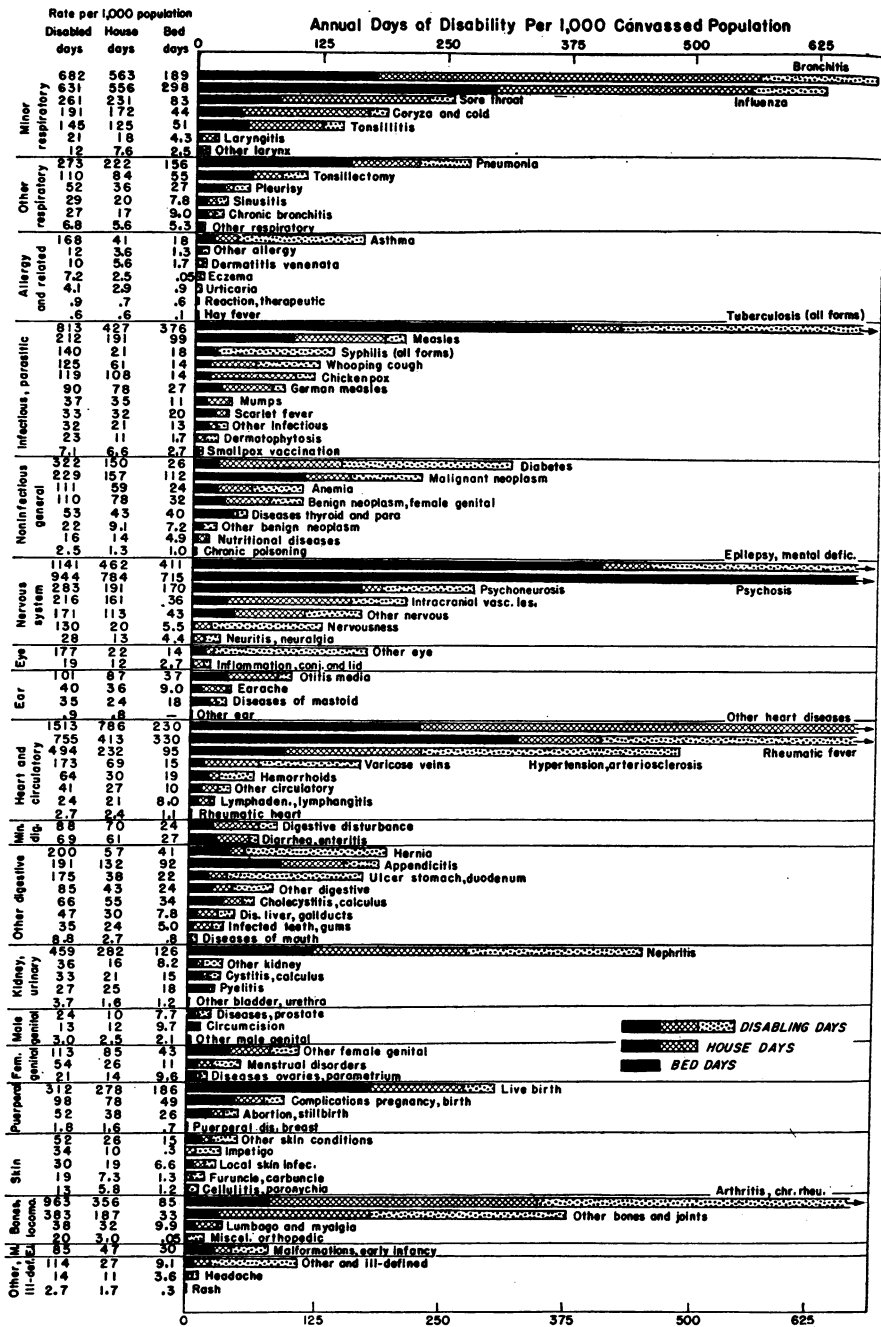 Rate per 1,000 population
Annual Days of Disability Per 1,000 Canvassed Population
Disabled days House days Bed days
0 125 250 375 500 625
Minor respiratory
682 563 189 Bronchitis
631 556 298 Influenza
261 231 83 Sore throat
191 172 44 Coryza and cold
145 125 51 Tonsillitis
21 18 4.3 Laryngitis
12 7.6 2.5 Other larynx
Other respiratory
273 222 156 Pneumonia
110 84 55 Tonsillectomy
52 36 27 Pleurisy
29 20 7.8 Sinusitis
27 17 9.0 Chronic bronchitis
6.8 5.6 5.3 Other respiratory
Allergy and related
168 41 18 Asthma
12 3.6 1.3 Other allergy
10 5.6 1.7 Dermatitis venenata
7.2 2.5 .05 Eczema
4.1 2.9 .9 Urticaria
.9 .7 .6 Reaction, therapeutic
.6 .6 .1 Hay fever
Infectious, parasitic
813 427 376 Tuberculosis (all forms)
212 191 99 Measles
140 21 18 Syphilis (all forms)
125 61 14 Whooping cough
119 108 14 Chickenpox
90 78 27 German measles
37 35 11 Mumps
33 32 20 Scarlet fever
32 21 13 Other Infectious
23 11 1.7 Dermatophytosis
7.1 6.6 2.7 Smallpox vaccination
Noninfectious general
322 150 26 Diabetes
229 157 112 Malignant neoplasm
111 59 24 Anemia
110 78 32 Benign neoplasm, female genital
53 43 40 Diseases thyroid and para
22 9.1 7.2 Other benign neoplasm
16 14 4.9 Nutritional diseases
2.5 1.3 1.0 Chronic poisoning
Nervous system
1141 462 411 Epilepsy, mental defic.
944 784 715 Psychosis
283 191 170 Psychoneurosis
216 161 .36 Intracranial vasc. les.
171 113 43 Other nervous
130 20 5.5 Nervousness
28 13 4.4 Neuritis, neuralgia
Eye
177 22 14 Other eye
19 12 2.7 Inflammation, conj. and lid
Ear
101 87 37 Otitis media
40 36 9.0 Earache
35 24 18 Diseases of mastoid
.9 .8 — Other ear
Heart and circulatory
1513 786 230 Other heart diseases
755 413 330 Rheumatic fever
494 232 95 Hypertension, arteriosclerosis
173 69 15 Varicose veins
64 30 19 Hemorrhoids
41 27 10 Other circulatory
24 21 8.0 Lymphaden., lymphangitis
2.7 2.4 1.1 Rheumatic heart
Min. dig.
88 70 24 Digestive disturbance
69 61 27 Diarrhea, enteritis
Other digestive
200 57 41 Hernia
191 132 92 Appendicitis
175 38 22 Ulcer stomach, duodenum
85 43 24 Other digestive
66 55 34 Cholecystitis, calculus
47 30 7.8 Dis. liver, gallducts
35 24 5.0 Infected teeth, gums
8.8 2.7 .8 Diseases of mouth
Kidney, urinary
459 282 126 Nephritis
36 16 8.2 Other kidney
33 21 15 Cystitis, calculus
27 25 18 Pyelitis
3.7 1.6 1.2 Other bladder, urethra
Male genital
24 10 7.7 Diseases, prostate
13 12 9.7 Circumcision
3.0 2.5 2.1 Other male genital
Fem. genital
113 85 43 Other female genital
54 26 11 Menstrual disorders
21 14 9.6 Diseases ovaries, parametrium
DISABLING DAYS
HOUSE DAYS
BED DAYS
Puerperal
312 278 186 Live birth
98 78 49 Complications pregnancy, birth
52 38 26 Abortion, stillbirth
1.8 1.6 .7 Puerperal dis. breast
Skin
52 26 15 Other skin conditions
34 10 .3 Impetigo
30 19 6.6 Local skin infec.
19 7.3 1.3 Furuncle, carbuncle
13 5.8 1.2 Cellulitis, paronychia
Bones, locomo.
963 356 85 Arthritis, chr. rheu.
383 187 33 Other bones and joints
38 32 9.9 Lumbago and myalgia
20 3.0 .05 Miscel. orthopedic
85 47 30 Malformations, early infancy
Other, ill-def.
114 27 9.1 Other and ill-defined
14 11 3.6 Headache
2.7 1.7 .3 Rash
0 125 250 375 500 625